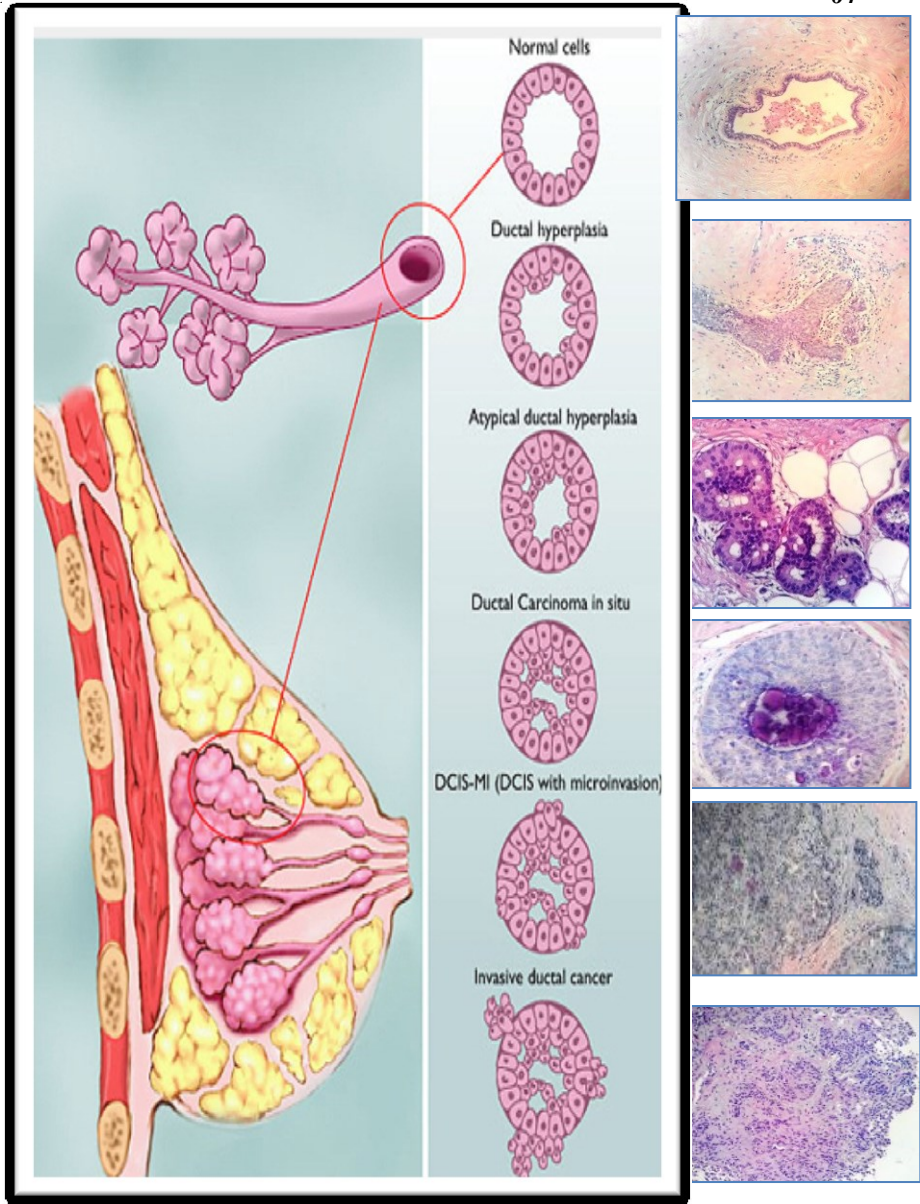 Normal cells
Ductal hyperplasia
Atypical ductal hyperplasia
Ductal Carcinoma in situ
DCIS-MI (DCIS with microinvasion)
Invasive ductal cancer